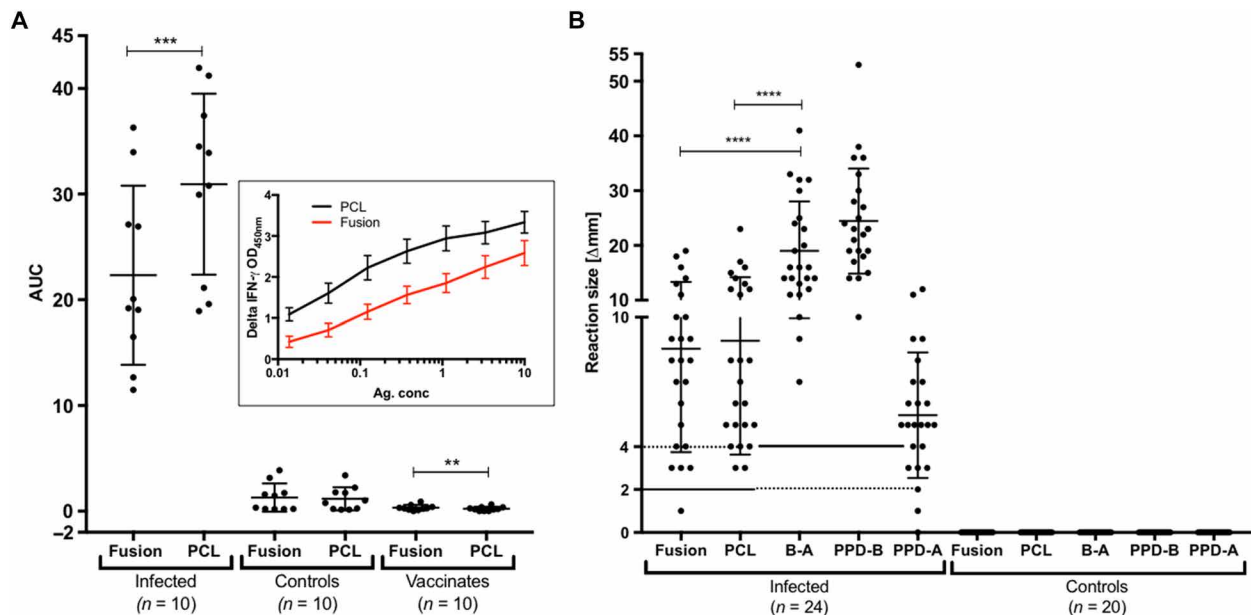 A
AUC
45
40
30
20
10
0
−2
***
**
Delta IFN-γ OD450nm
4
3
2
1
0
PCL
Fusion
0.01 0.1 1 10
Ag. conc
Fusion PCL Fusion PCL Fusion PCL
Infected Controls Vaccinates
(n = 10) (n = 10) (n = 10)
B
Reaction size [Δmm]
55
50
40
30
20
10
10
4
2
0
****
****
Fusion PCL B-A PPD-B PPD-A Fusion PCL B-A PPD-B PPD-A
Infected Controls
(n = 24) (n = 20)